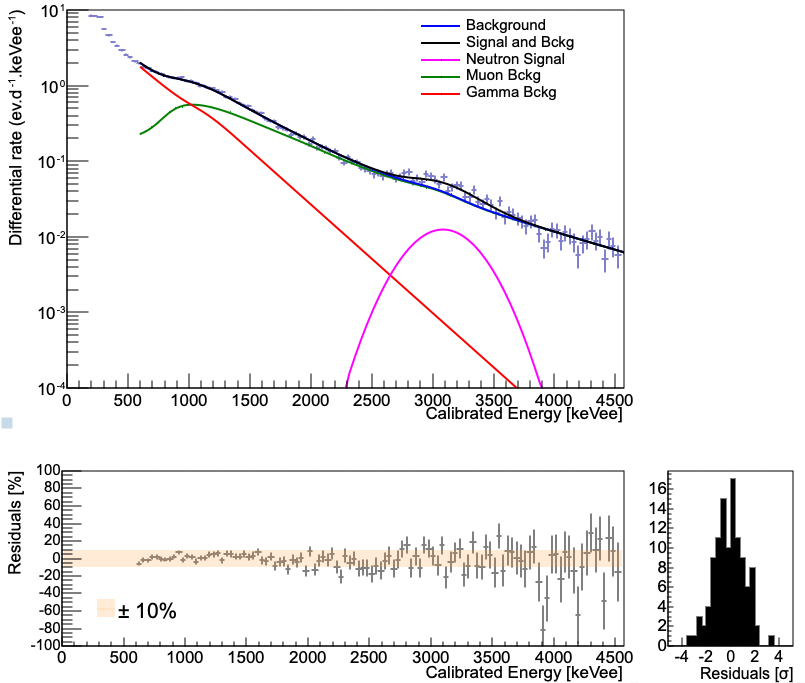 Differential rate (ev.d⁻¹.keVee⁻¹)
10¹
10⁰
10⁻¹
10⁻²
10⁻³
10⁻⁴
Background
Signal and Bckg
Neutron Signal
Muon Bckg
Gamma Bckg
0 500 1000 1500 2000 2500 3000 3500 4000 4500
Calibrated Energy [keVee]
Residuals [%]
100
80
60
40
20
0
-20
-40
-60
-80
-100
± 10%
0 500 1000 1500 2000 2500 3000 3500 4000 4500
Calibrated Energy [keVee]
16
14
12
10
8
6
4
2
0
-4 -2 0 2 4
Residuals [σ]